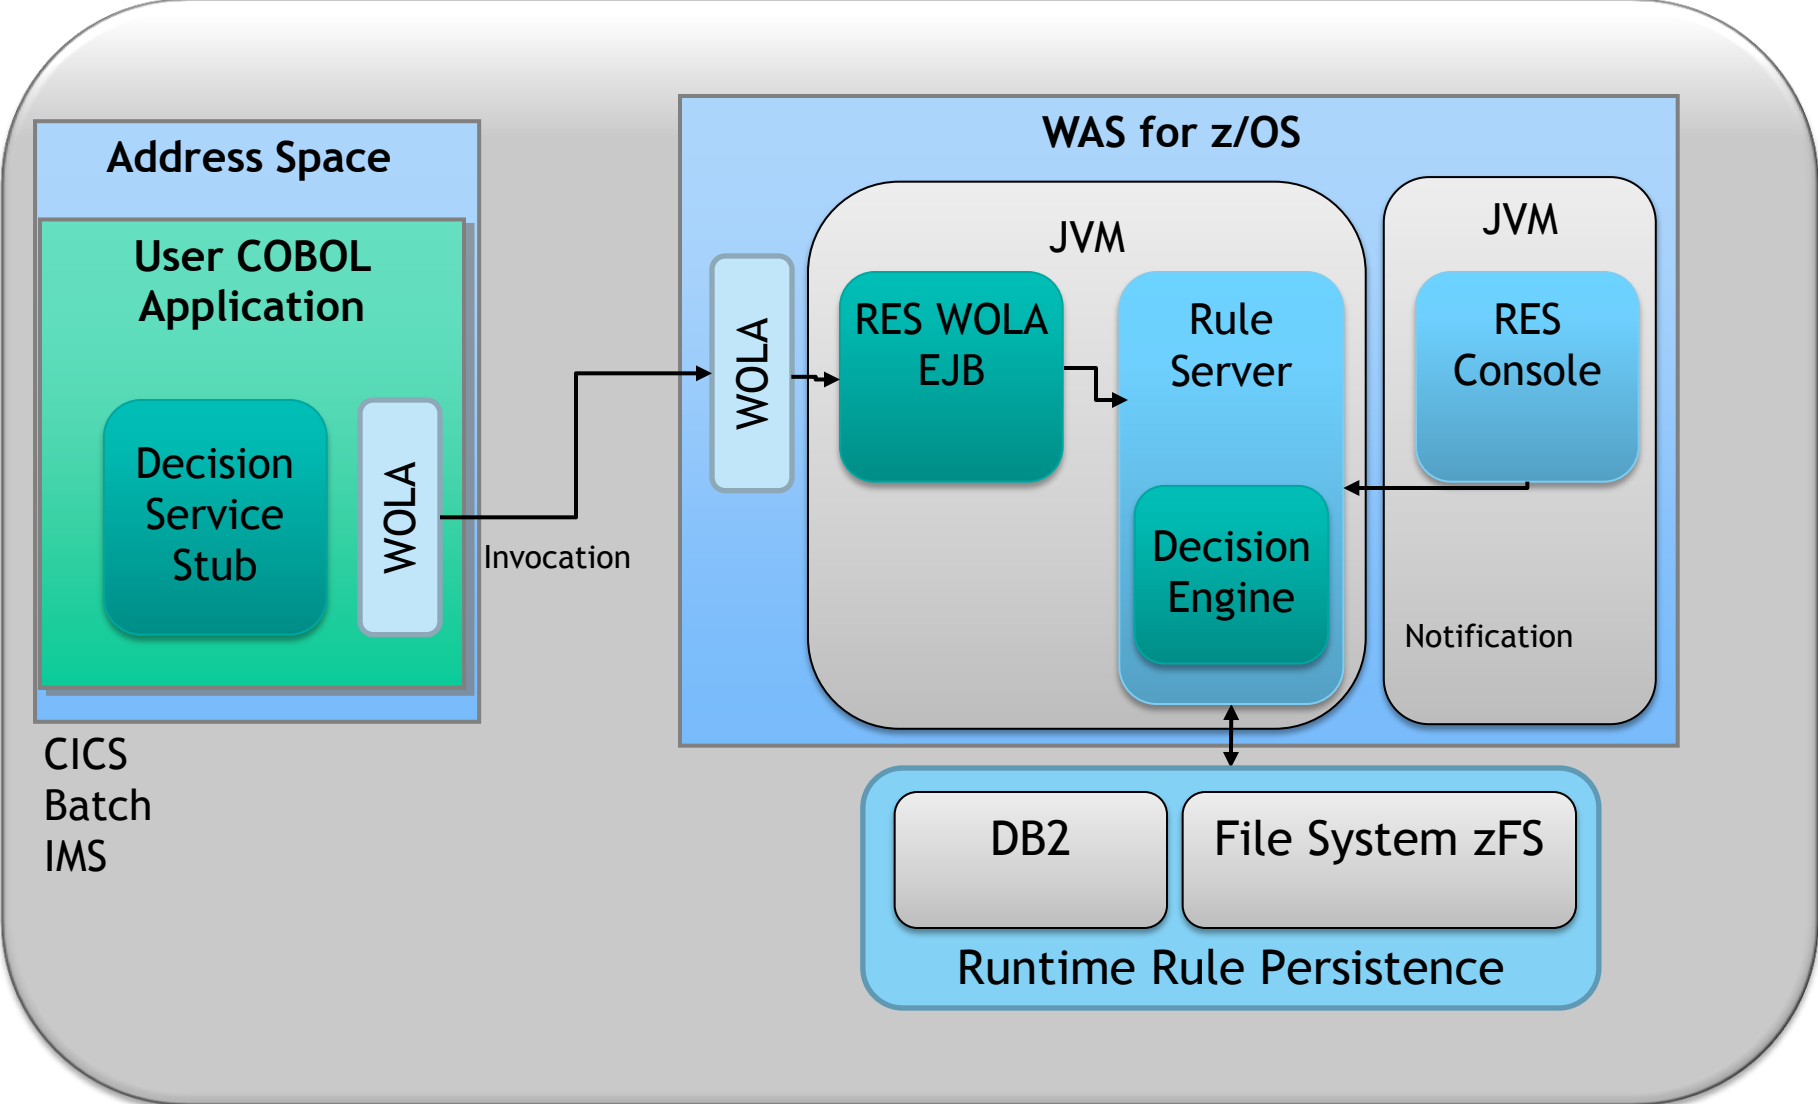 Address Space
User COBOL
Application
Decision
Service
Stub
WOLA
Invocation
CICS
Batch
IMS
WAS for z/OS
WOLA
JVM
RES WOLA
EJB
Rule
Server
Decision
Engine
JVM
RES
Console
Notification
DB2
File System zFS
Runtime Rule Persistence